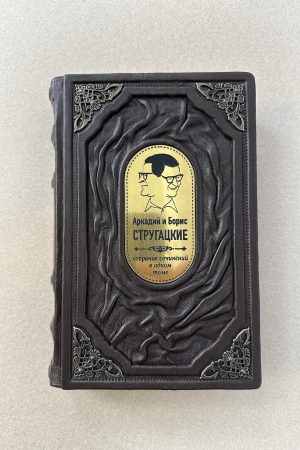 Аркадий и Борис
СТРУГАЦКИЕ
собрание сочинений
в одном
томе